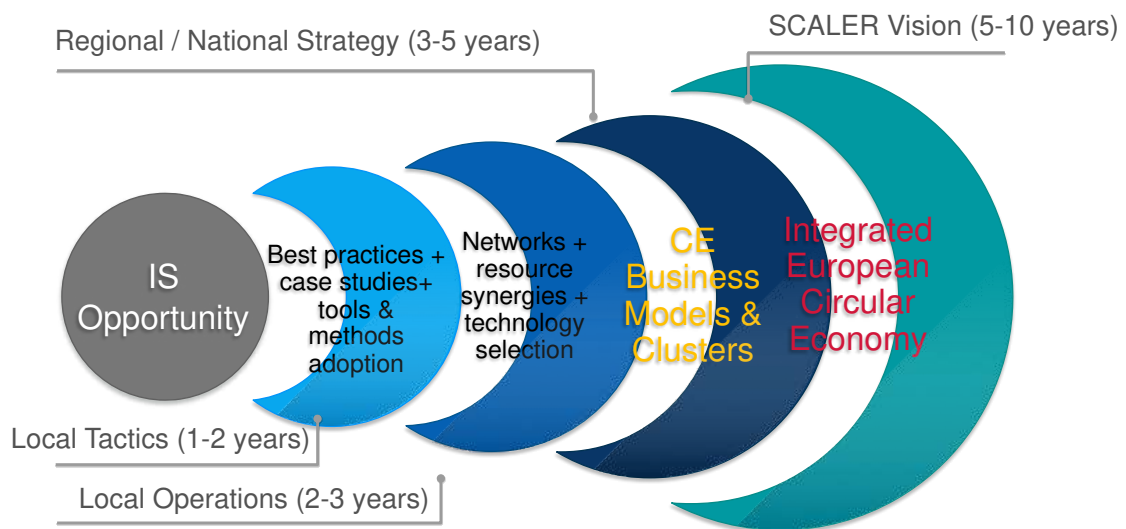 Regional / National Strategy (3-5 years)
SCALER Vision (5-10 years)
IS
Opportunity
Best practices +
case studies+
tools &
methods
adoption
Networks +
resource
synergies +
technology
selection
CE
Business
Models &
Clusters
Integrated
European
Circular
Economy
Local Tactics (1-2 years)
Local Operations (2-3 years)